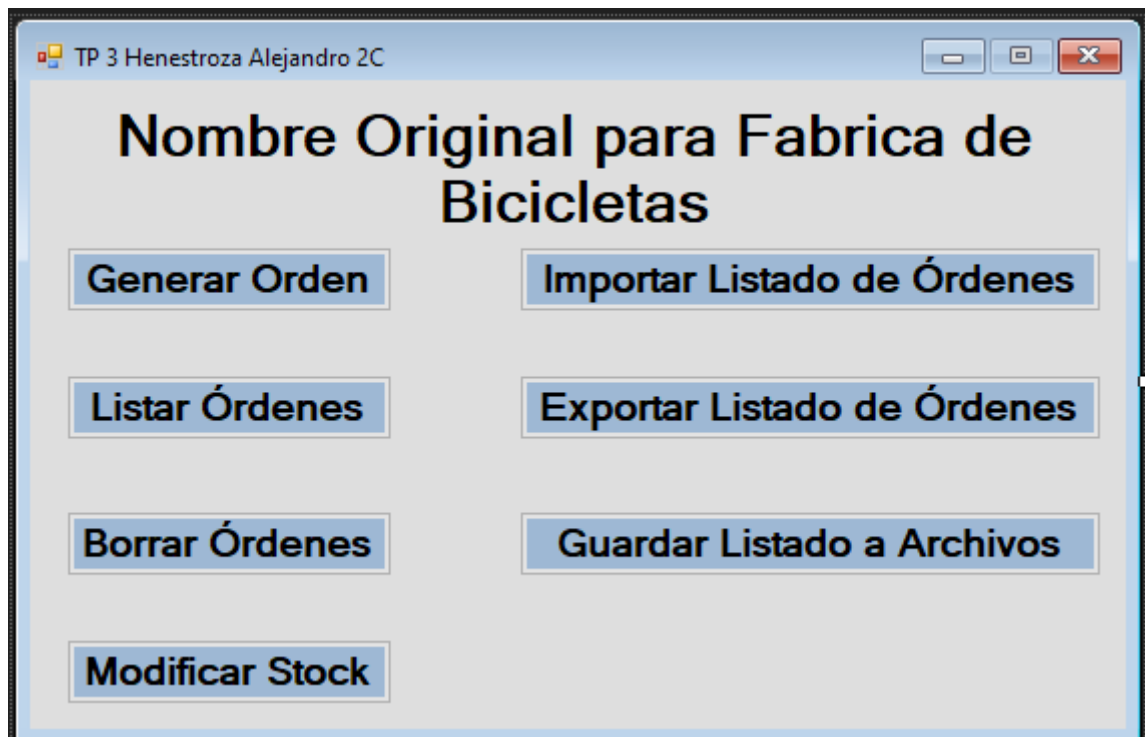 TP 3 Henestroza Alejandro 2C
Nombre Original para Fabrica de
Bicicletas
Generar Orden
Importar Listado de Órdenes
Listar Órdenes
Exportar Listado de Órdenes
Borrar Órdenes
Guardar Listado a Archivos
Modificar Stock